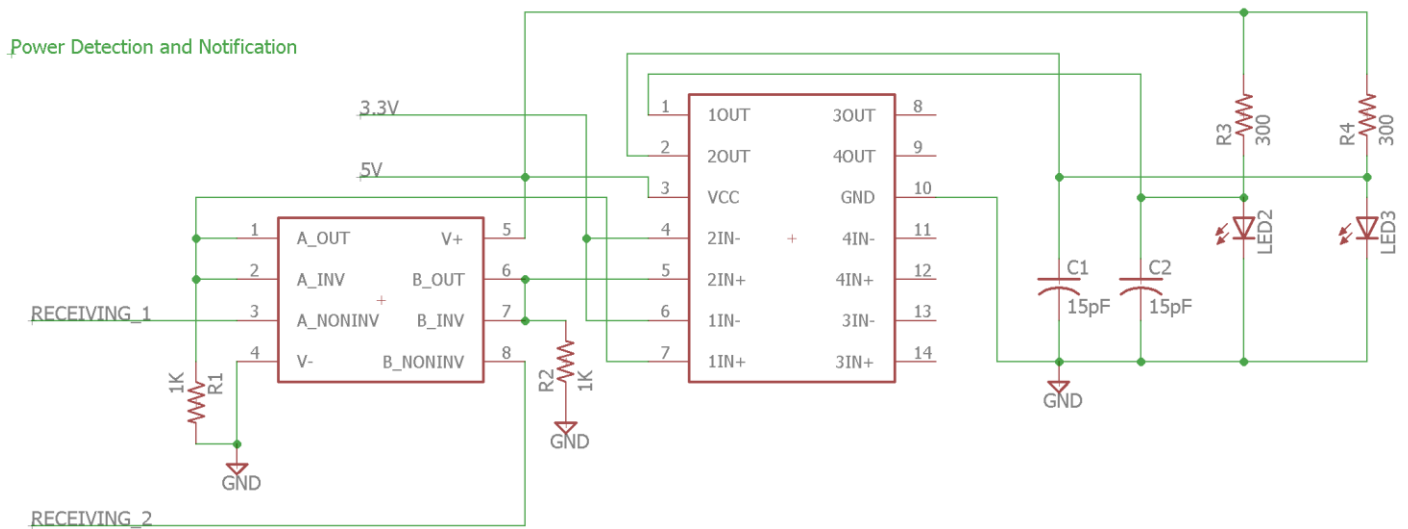 Power Detection and Notification
3.3V
5V
RECEIVING_1
RECEIVING_2
1 A_OUT V+ 5
2 A_INV B_OUT 6
3 A_NONINV B_INV 7
4 V- B_NONINV 8
1K R1
GND
R2 1K
GND
1 1OUT 3OUT 8
2 2OUT 4OUT 9
3 VCC GND 10
4 2IN- 4IN- 11
5 2IN+ 4IN+ 12
6 1IN- 3IN- 13
7 1IN+ 3IN+ 14
C1
15pF
C2
15pF
GND
R3 300
R4 300
LED2
LED3